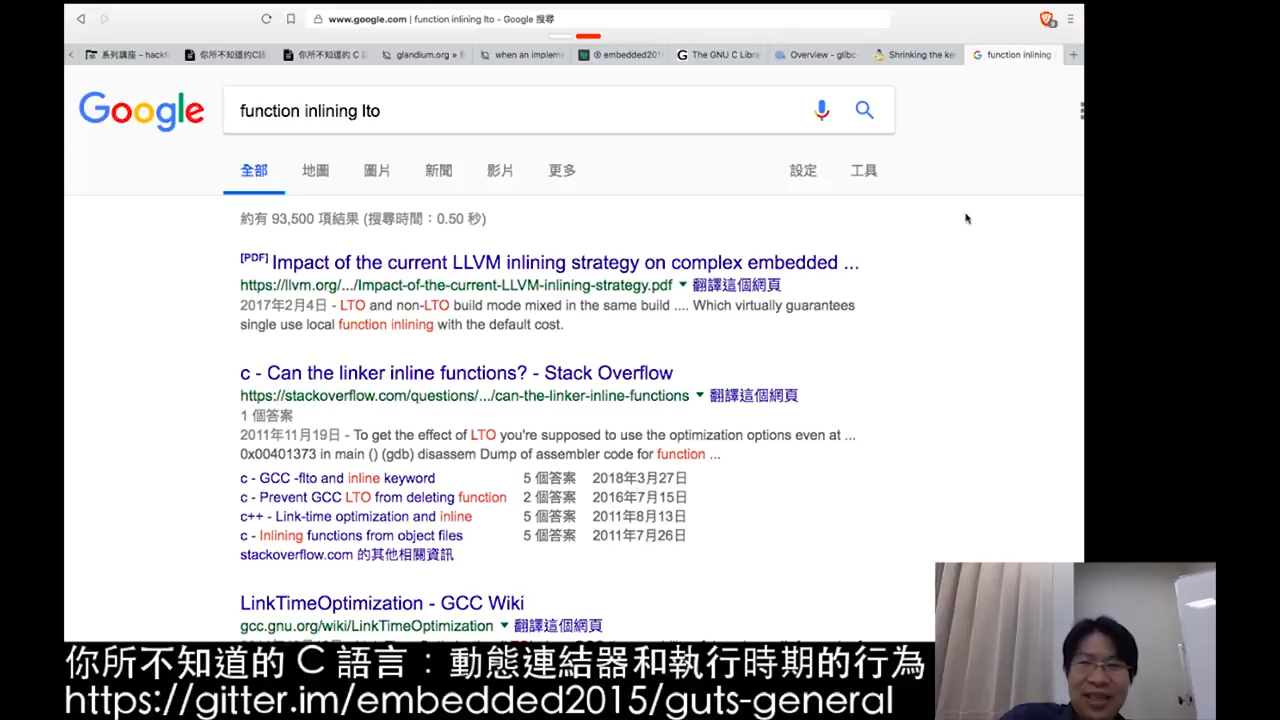 www.google.com | function inlining lto - Google 搜尋
系列講座 – hackf
你所不知道的C語
你所不知道的 C 
glandium.org » E
when an implem
® embedded201
The GNU C Libra
Overview - glibc
Shrinking the ke
function inlining
Google
function inlining lto
全部 地圖 圖片 新聞 影片 更多 設定 工具
約有 93,500 項結果 (搜尋時間：0.50 秒)
[PDF] Impact of the current LLVM inlining strategy on complex embedded ...
https://llvm.org/.../Impact-of-the-current-LLVM-inlining-strategy.pdf ▼ 翻譯這個網頁
2017年2月4日 - LTO and non-LTO build mode mixed in the same build .... Which virtually guarantees
single use local function inlining with the default cost.
c - Can the linker inline functions? - Stack Overflow
https://stackoverflow.com/questions/.../can-the-linker-inline-functions ▼ 翻譯這個網頁
1 個答案
2011年11月19日 - To get the effect of LTO you're supposed to use the optimization options even at ...
0x00401373 in main () (gdb) disassem Dump of assembler code for function ...
c - GCC -flto and inline keyword 5 個答案 2018年3月27日
c - Prevent GCC LTO from deleting function 2 個答案 2016年7月15日
c++ - Link-time optimization and inline 5 個答案 2011年8月13日
c - Inlining functions from object files 5 個答案 2011年7月26日
stackoverflow.com 的其他相關資訊
LinkTimeOptimization - GCC Wiki
gcc.gnu.org/wiki/LinkTimeOptimization ▼ 翻譯這個網頁
你所不知道的 C 語言：動態連結器和執行時期的行為
https://gitter.im/embedded2015/guts-general